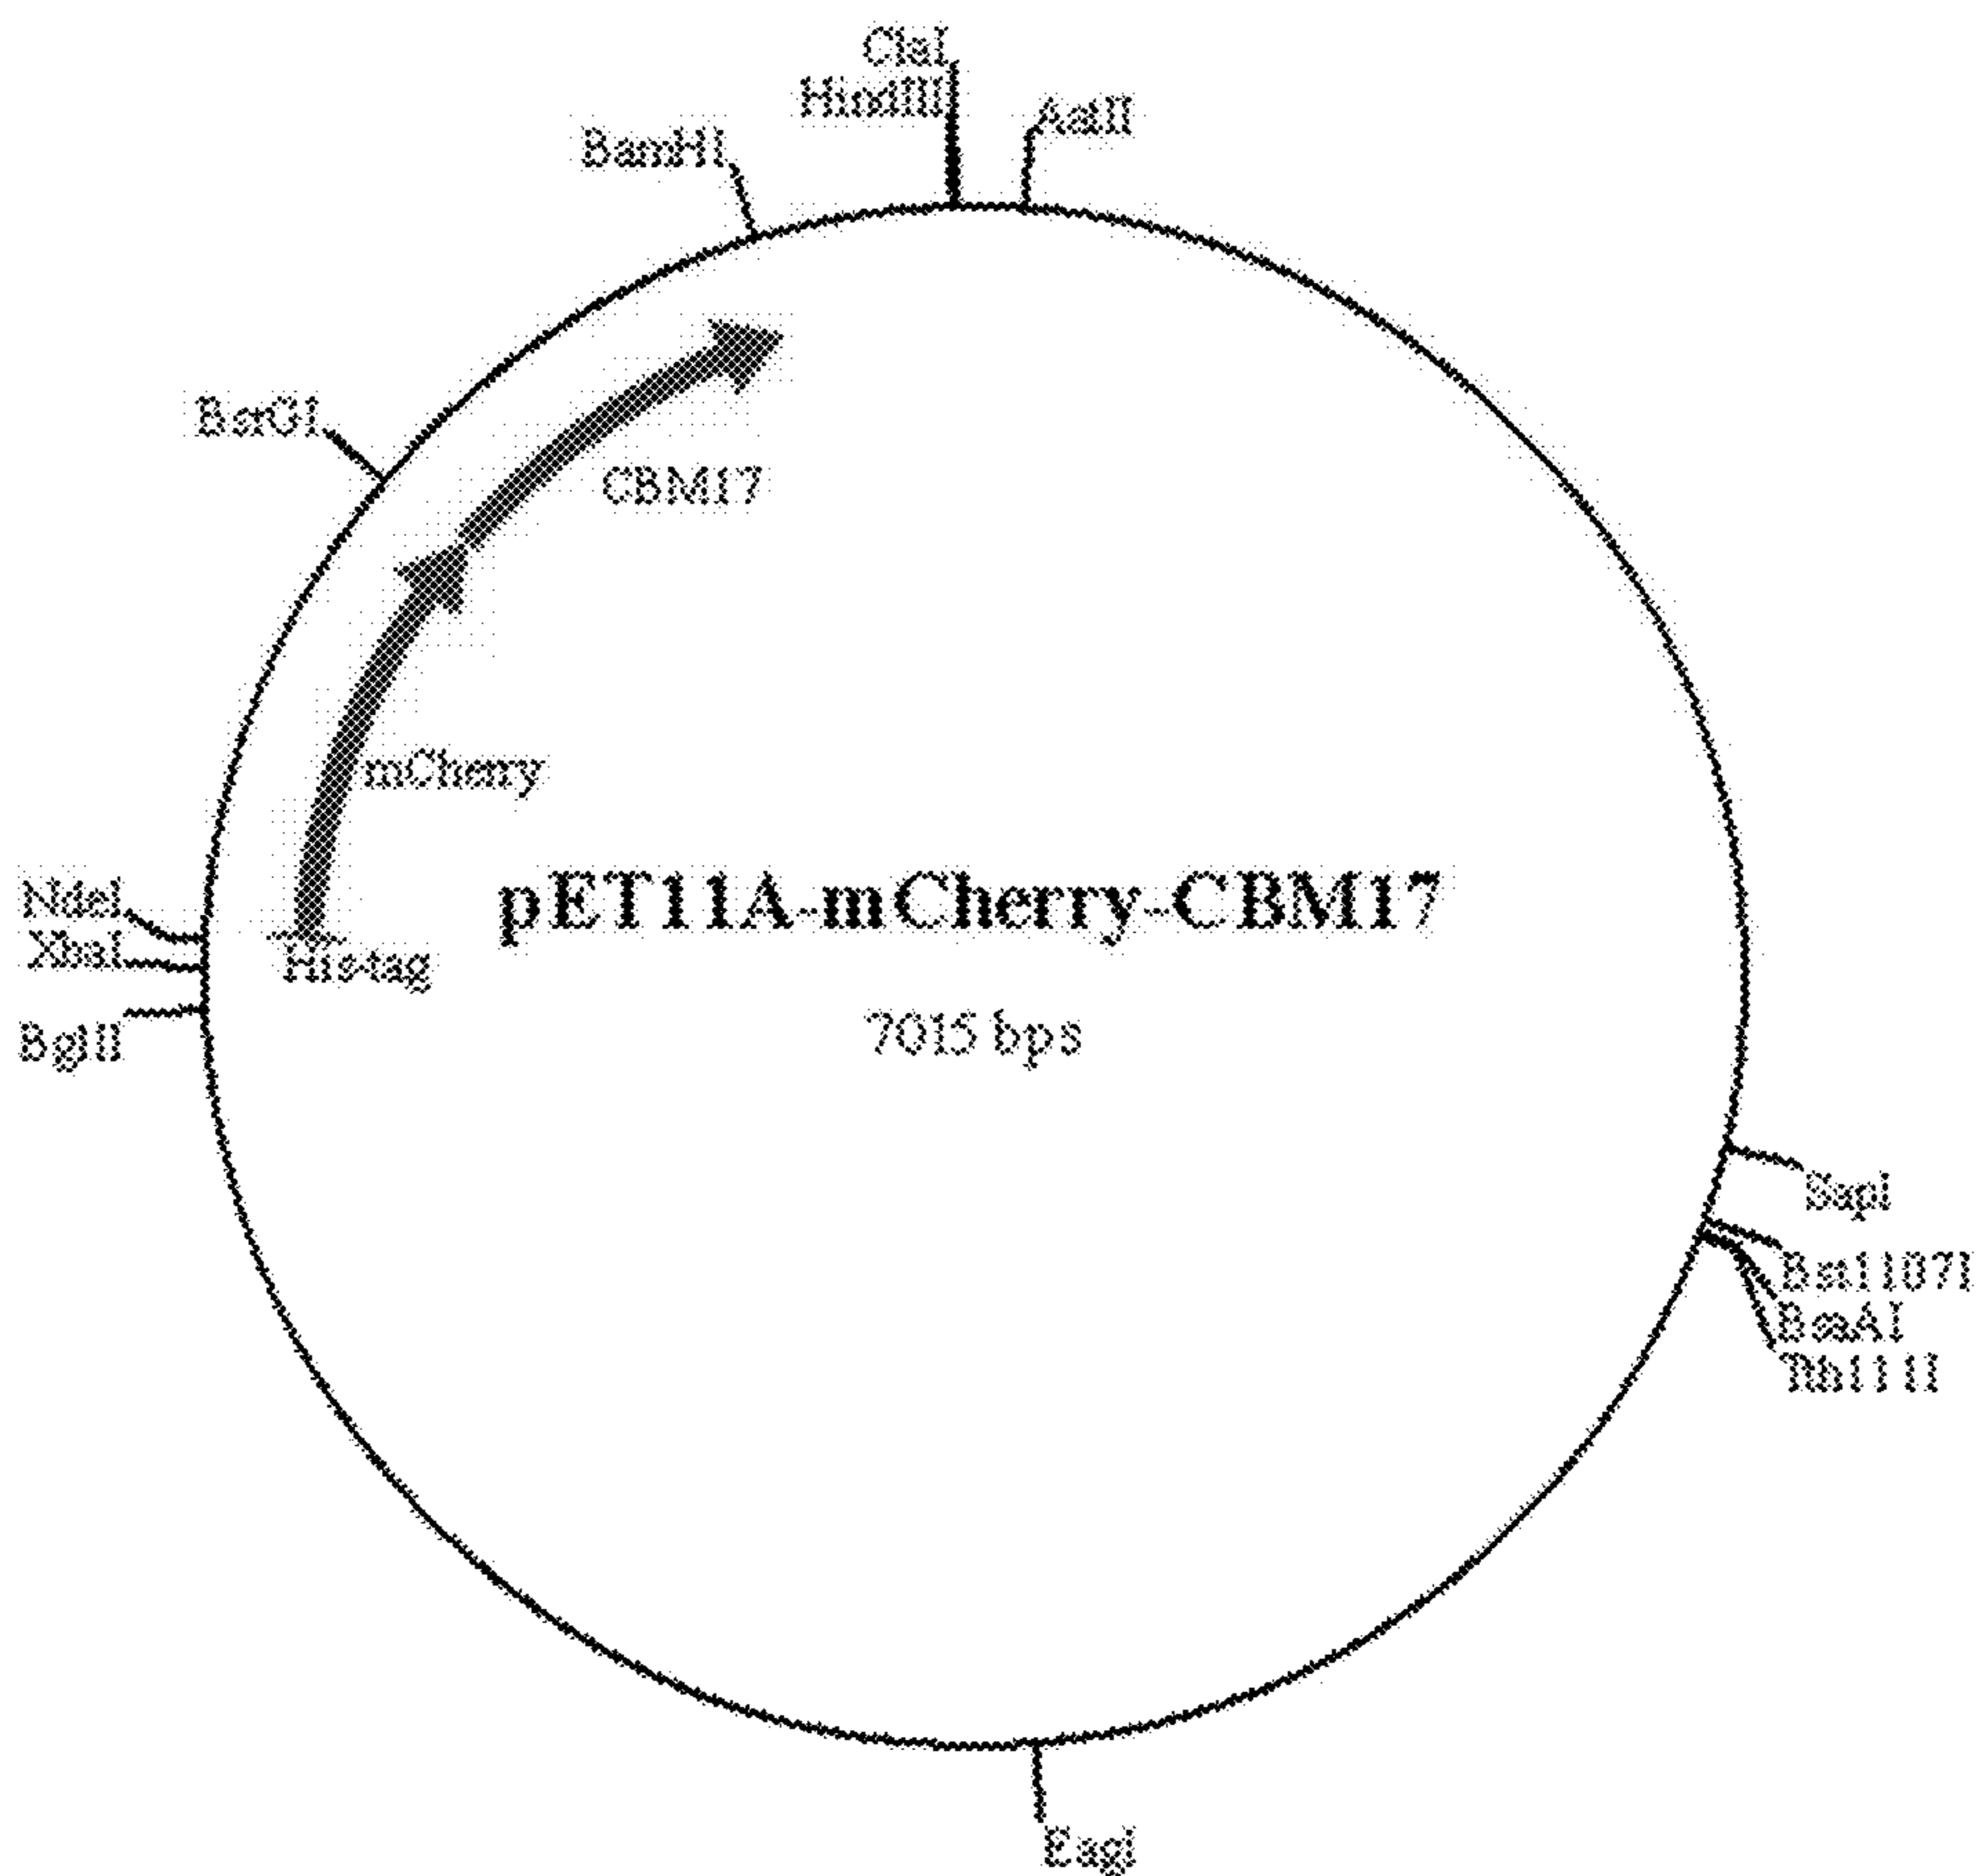 ClaI
HindIII
AatII
BamHI
BsrGI
CBM17
mCherry
NdeI
pET11A-mCherry-CBM17
XbaI
His-tag
BglII
7015 bps
SapI
Bst1107I
BsaAI
Tth111I
EagI